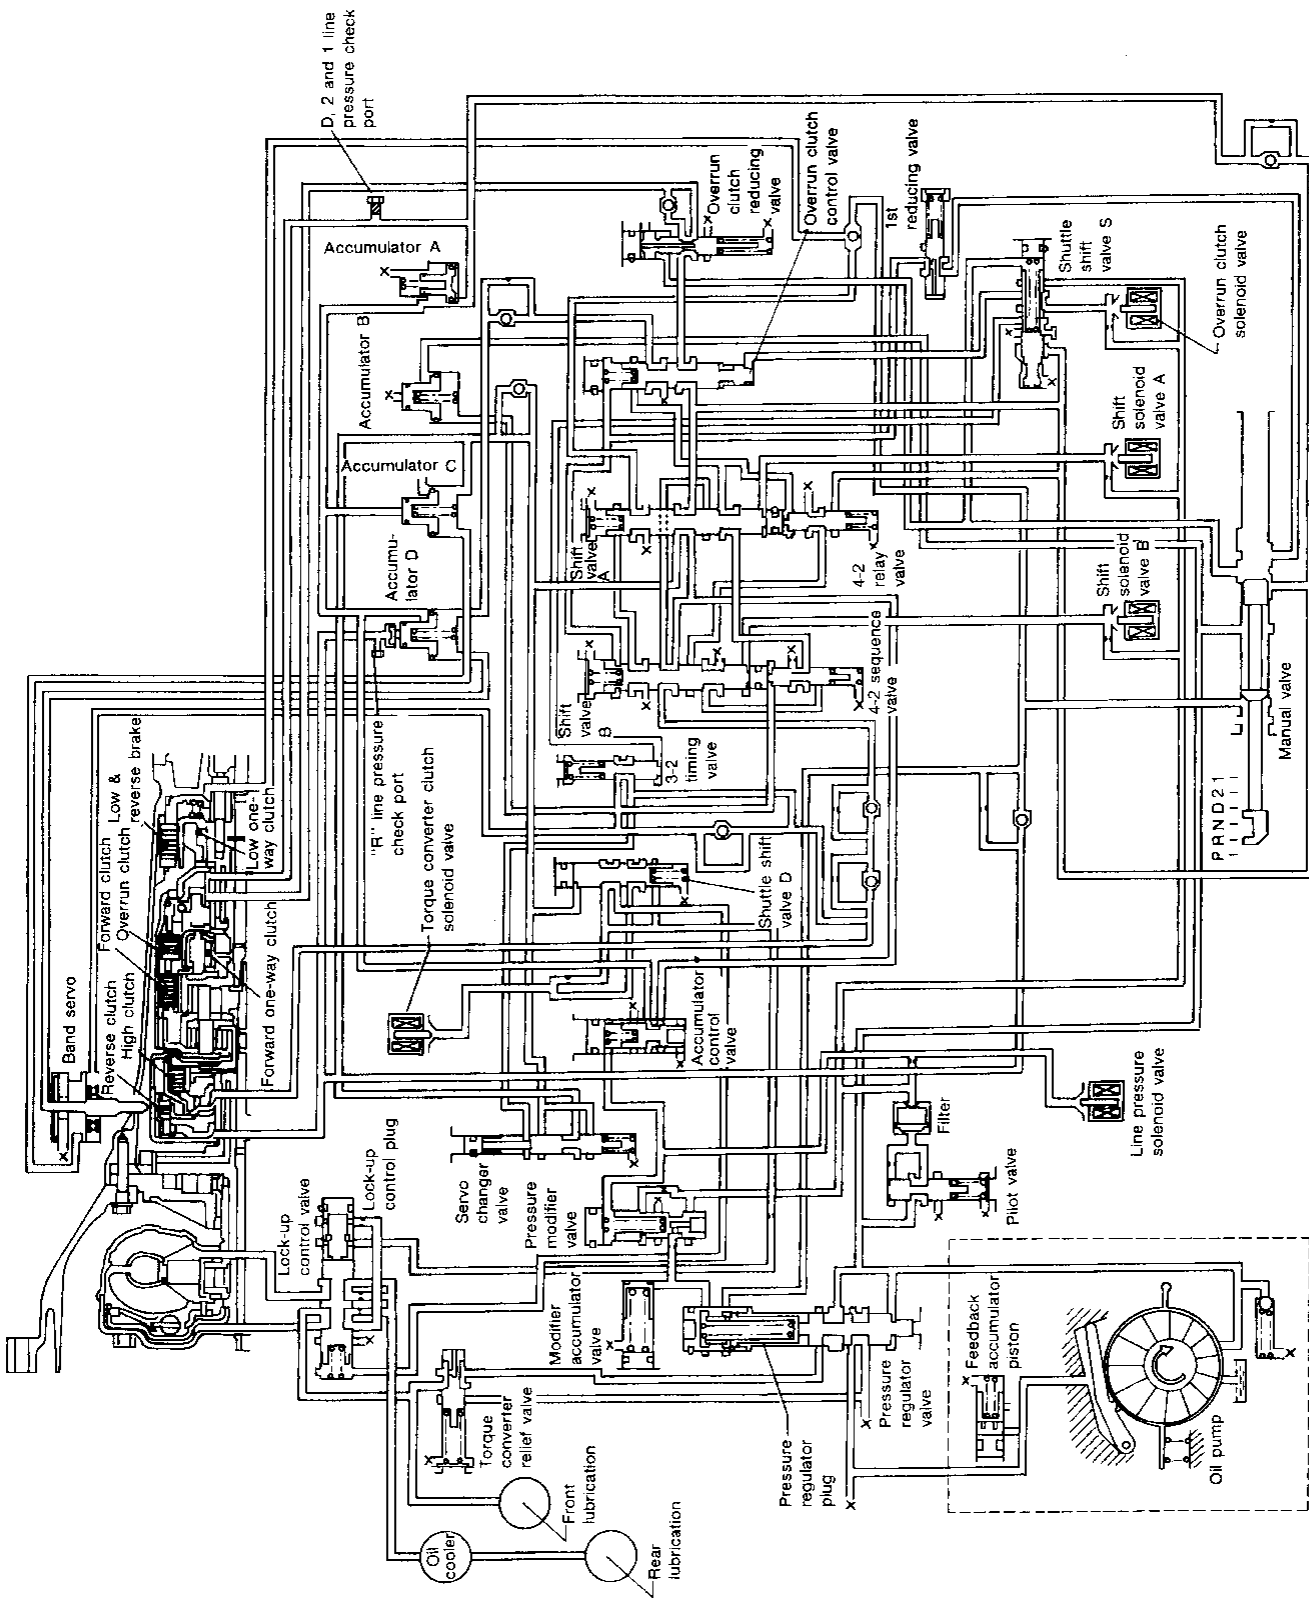 D, 2 and 1 line
pressure check
port
Accumulator A
Accumulator B
Accumulator C
Accumu-
lator D
Overrun
clutch
reducing
valve
Overrun clutch
control valve
1st
reducing valve
Shuttle
shift
valve S
Overrun clutch
solenoid valve
Shift
solenoid
valve A
Shift
solenoid
valve B
Manual valve
P R N D 2 1
Shift
valve
A
4-2
relay
valve
Shift
valve
B
4-2 sequence
valve
3-2
timing
valve
Shuttle shift
valve D
"R" line pressure
check port
Torque converter clutch
solenoid valve
Low &
reverse brake
Low one-
way clutch
Forward clutch
Overrun clutch
Forward one-way clutch
Reverse clutch
High clutch
Band servo
Accumulator
control
valve
Line pressure
solenoid valve
Filter
Pilot valve
Servo
changer
valve
Pressure
modifier
valve
Lock-up
control plug
Lock-up
control valve
Modifier
accumulator
valve
Feedback
accumulator
piston
Pressure
regulator
valve
Pressure
regulator
plug
Oil pump
Torque
converter
relief valve
Front
lubrication
Oil
cooler
Rear
lubrication